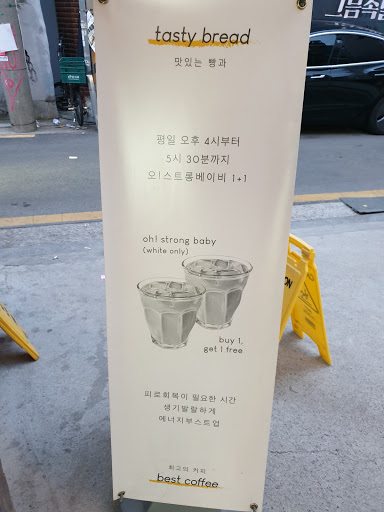 tasty bread
맛있는 빵과
평일 오후 4시부터
5시 30분까지
오!스트롱베이비 1+1
oh! strong baby
(white only)
buy 1,
get 1 free
피로회복이 필요한 시간
생기발랄하게
에너지부스트업
최고의 커피
best coffee